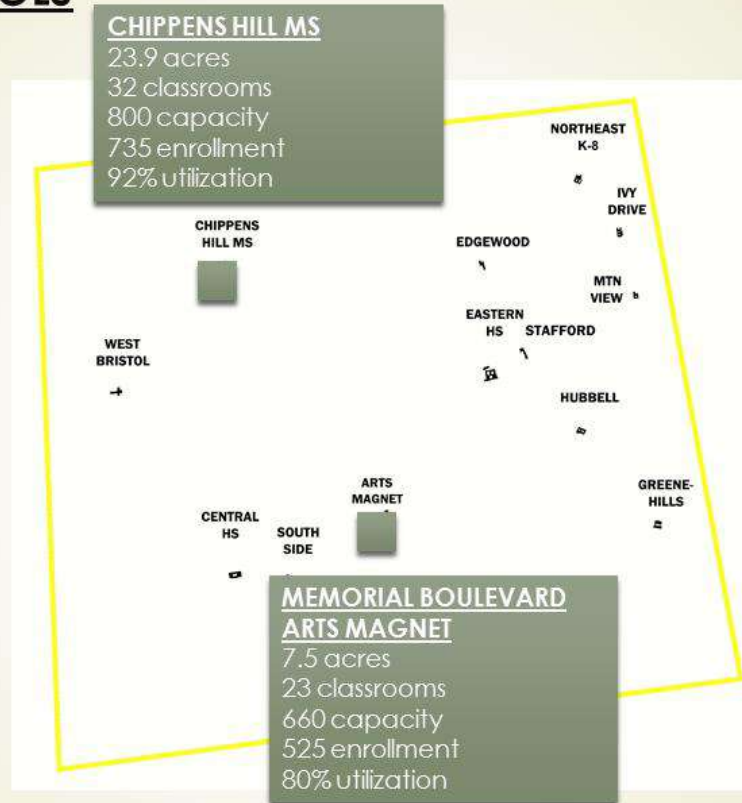 CHIPPENS HILL MS
23.9 acres
32 classrooms
800 capacity
735 enrollment
92% utilization
NORTHEAST
K-8
IVY
DRIVE
CHIPPENS
HILL MS
EDGEWOOD
MTN
VIEW
EASTERN
HS
STAFFORD
WEST
BRISTOL
HUBBELL
ARTS
MAGNET
GREENE-
HILLS
CENTRAL
HS
SOUTH
SIDE
MEMORIAL BOULEVARD
ARTS MAGNET
7.5 acres
23 classrooms
660 capacity
525 enrollment
80% utilization